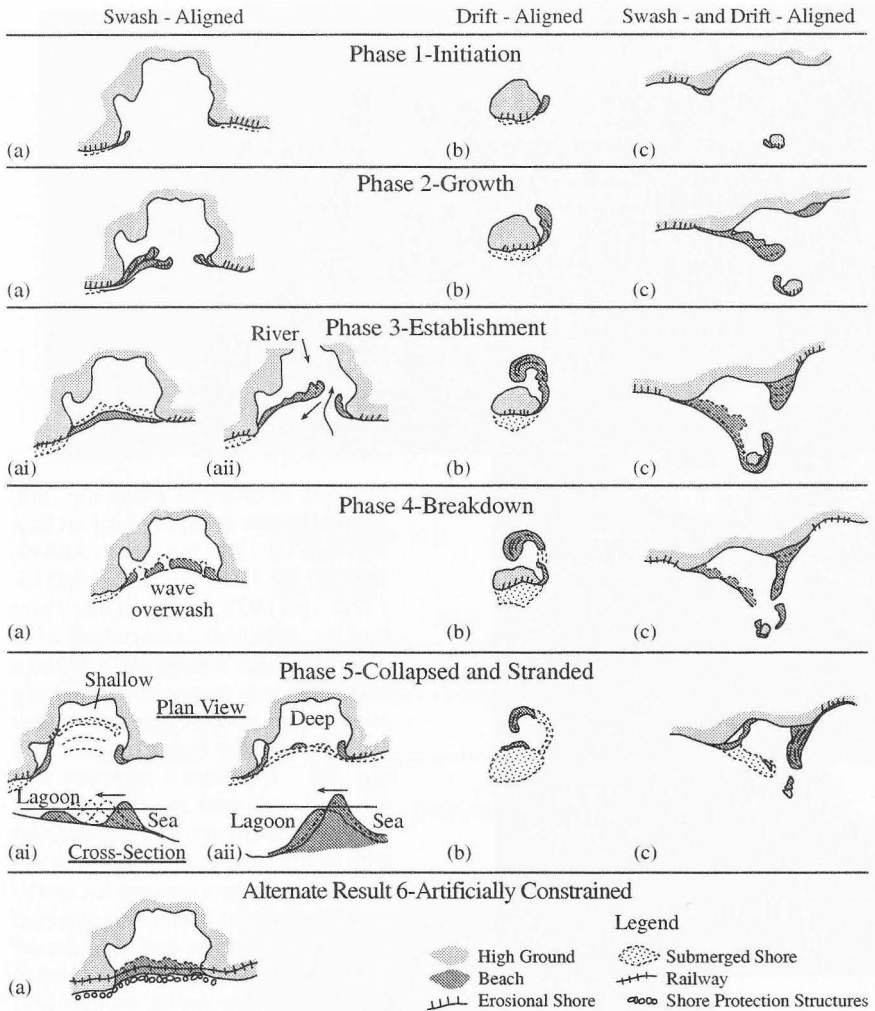 Swash - Aligned Drift - Aligned Swash - and Drift - Aligned
Phase 1-Initiation
(a) (b) (c)
Phase 2-Growth
(a) (b) (c)
Phase 3-Establishment
River
(ai) (aii) (b) (c)
Phase 4-Breakdown
wave
overwash
(a) (b) (c)
Phase 5-Collapsed and Stranded
Shallow
Plan View
Deep
Lagoon Sea Lagoon Sea
(ai) Cross-Section (aii) (b) (c)
Alternate Result 6-Artificially Constrained
Legend
High Ground Submerged Shore
Beach Railway
(a) Erosional Shore Shore Protection Structures